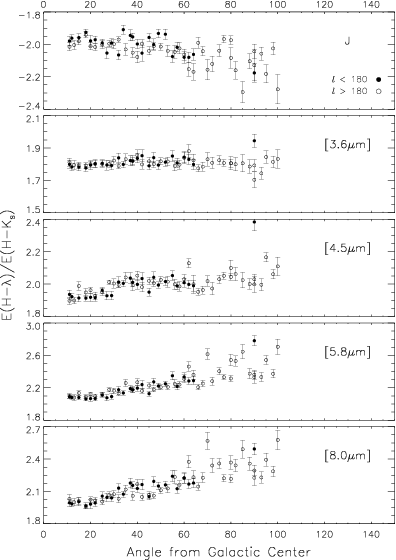 0 20 40 60 80 100 120 140
−1.8
−2.0
−2.2
−2.4
J
l < 180
l > 180
2.1
1.9
1.7
1.5
[3.6μm]
2.4
2.2
2.0
1.8
[4.5μm]
3.0
2.6
2.2
1.8
[5.8μm]
2.7
2.4
2.1
1.8
[8.0μm]
E(H−λ)/E(H−Ks)
0 20 40 60 80 100 120 140
Angle from Galactic Center